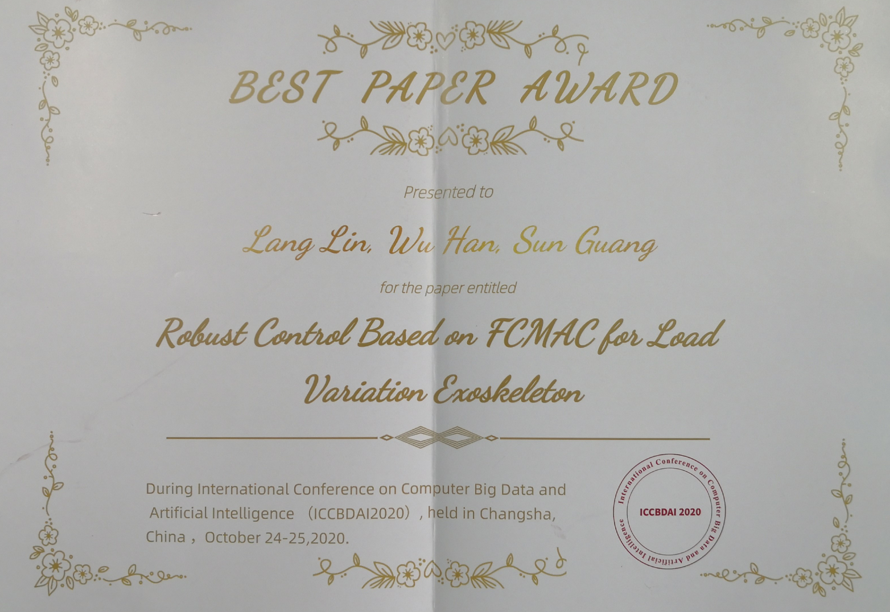 BEST PAPER AWARD
Presented to
Lang Lin, Wu Han, Sun Guang
for the paper entitled
Robust Control Based on FCMAC for Load
Variation Exoskeleton
During International Conference on Computer Big Data and
Artificial Intelligence （ICCBDAI2020）, held in Changsha,
China ，October 24-25,2020.
International Conference on Computer Big Data and Artificial Intelligence
ICCBDAI 2020